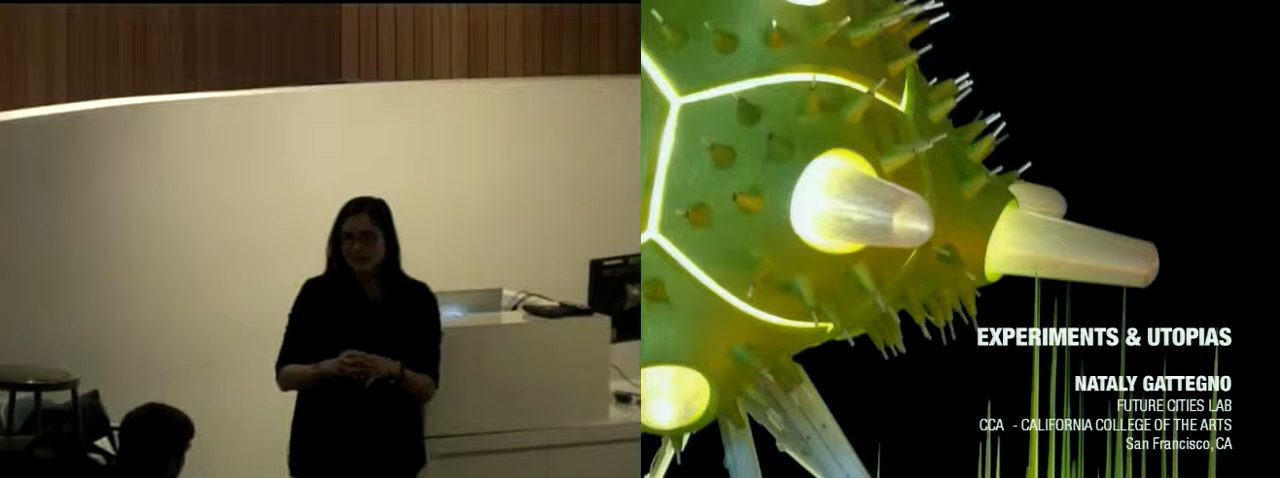 EXPERIMENTS & UTOPIAS
NATALY GATTEGNO
FUTURE CITIES LAB
CCA - CALIFORNIA COLLEGE OF THE ARTS
San Francisco, CA